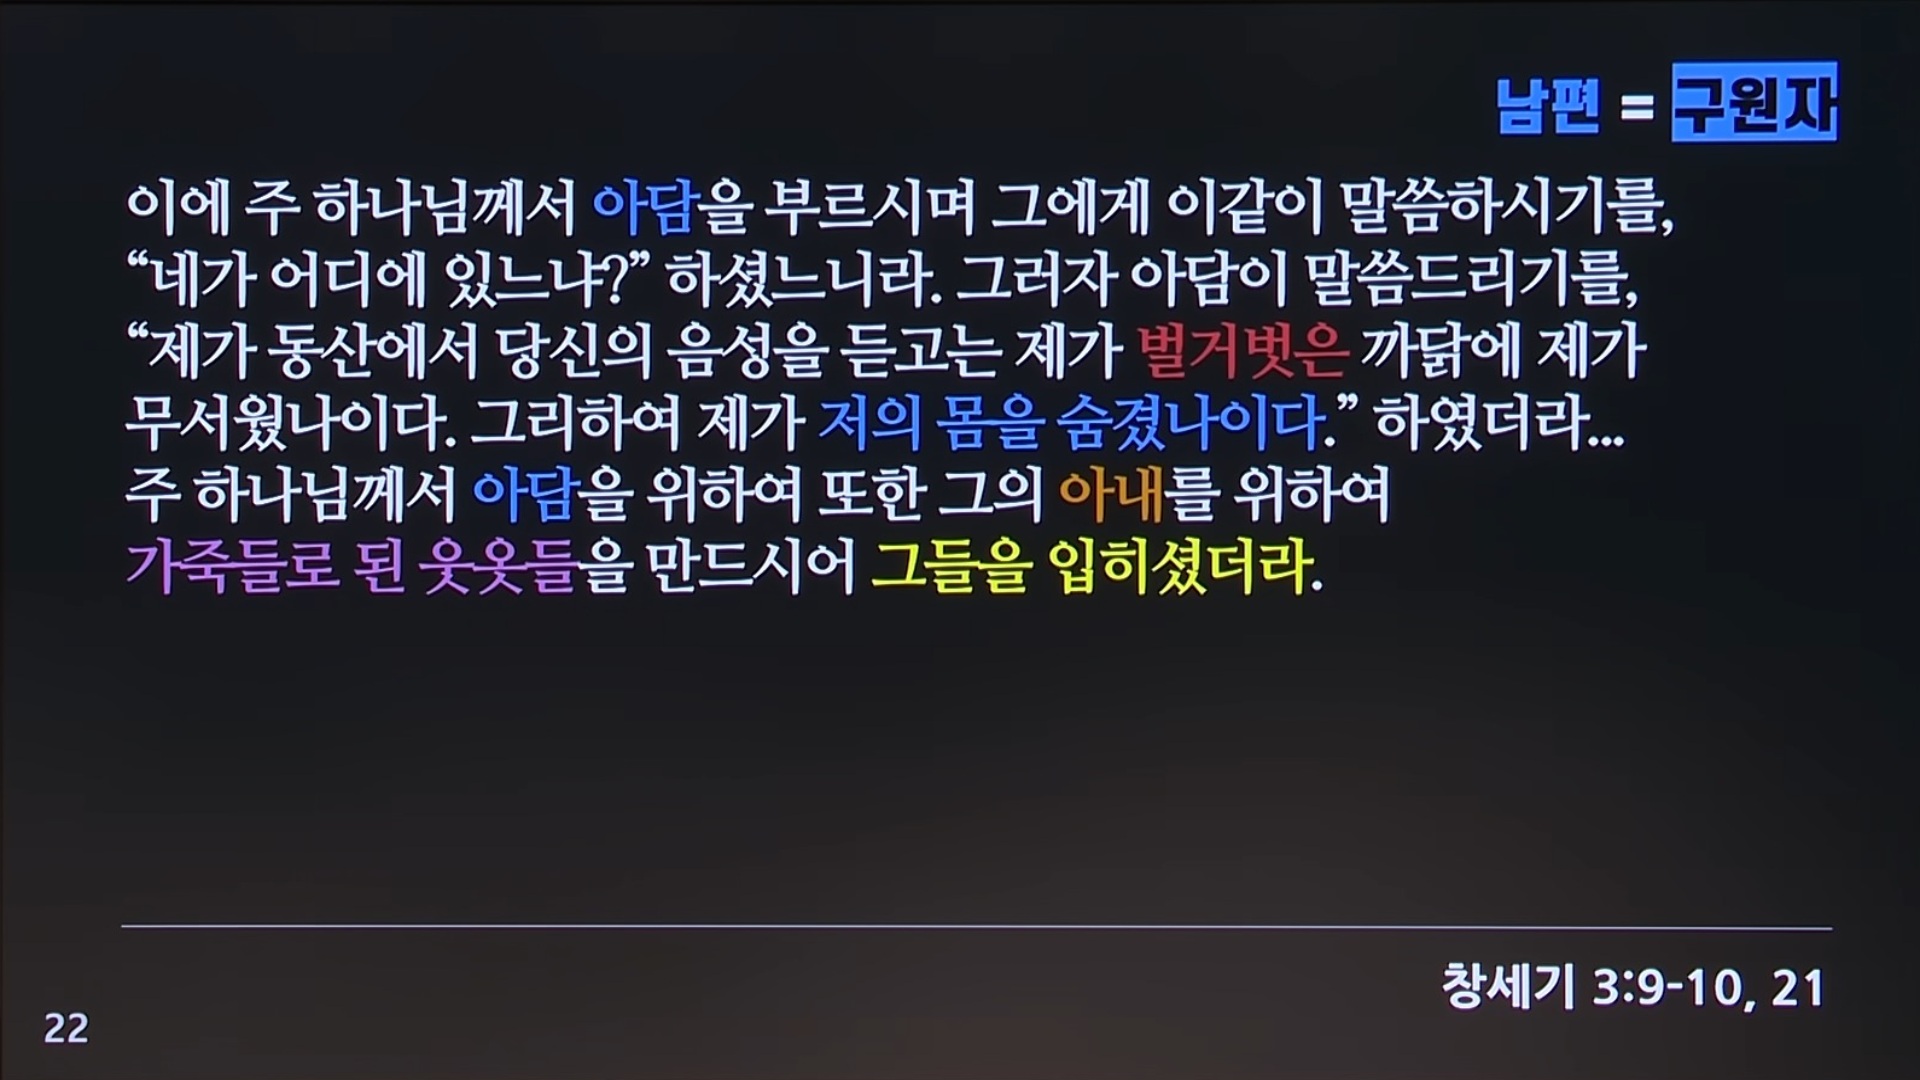 남편 = 구원자
이에 주 하나님께서 아담을 부르시며 그에게 이같이 말씀하시기를,
“네가 어디에 있느냐?” 하셨느니라. 그러자 아담이 말씀드리기를,
“제가 동산에서 당신의 음성을 듣고는 제가 벌거벗은 까닭에 제가
무서웠나이다. 그리하여 제가 저의 몸을 숨겼나이다.” 하였더라...
주 하나님께서 아담을 위하여 또한 그의 아내를 위하여
가죽들로 된 웃옷들을 만드시어 그들을 입히셨더라.
창세기 3:9-10, 21
22